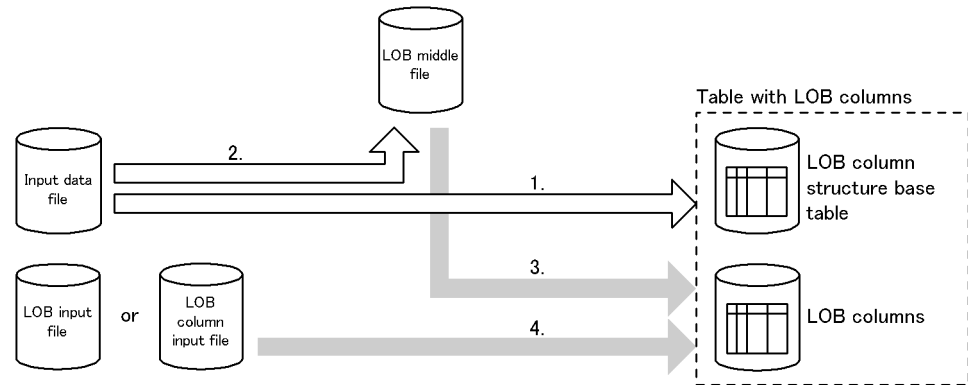 LOB middle
file
Table with LOB columns
Input data
file
2.
1.
LOB column
structure base
table
LOB input
file
or
LOB
column
input file
3.
4.
LOB columns